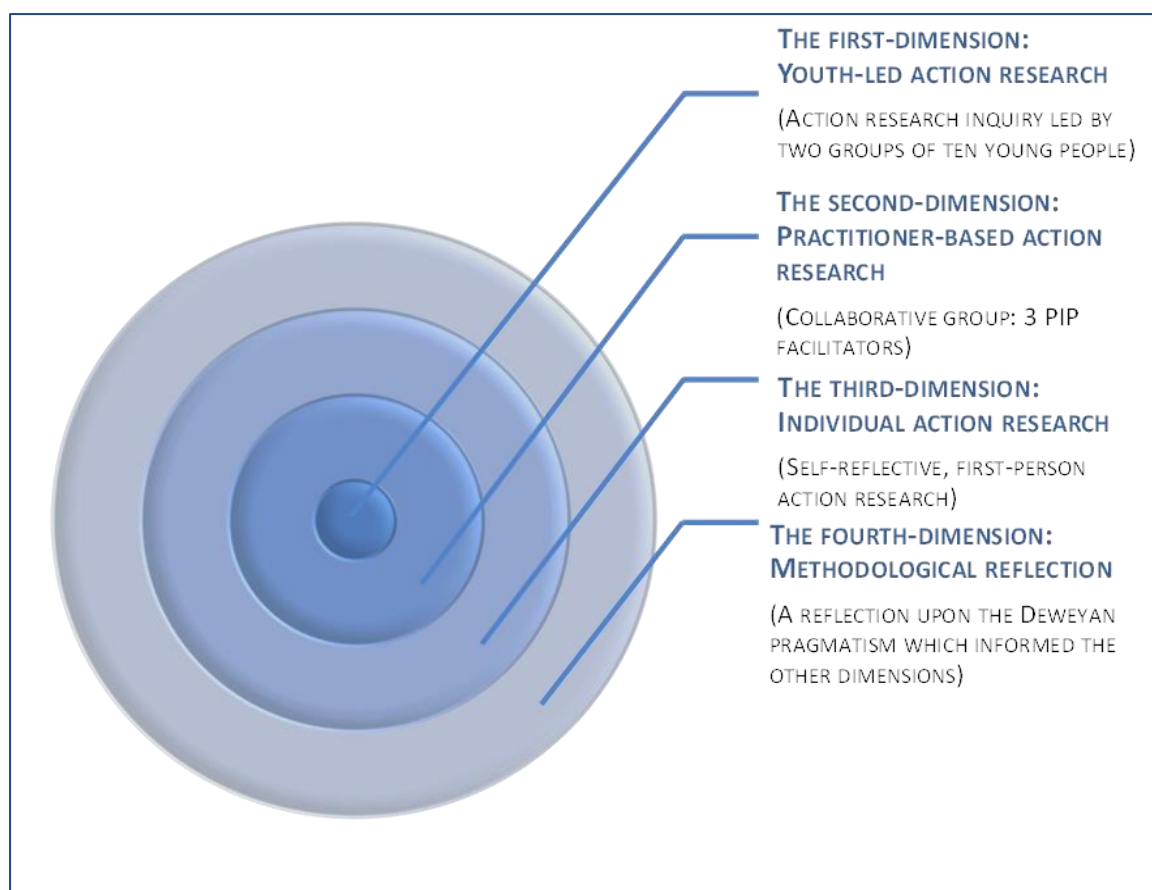 THE FIRST-DIMENSION:
YOUTH-LED ACTION RESEARCH
(ACTION RESEARCH INQUIRY LED BY
TWO GROUPS OF TEN YOUNG PEOPLE)
THE SECOND-DIMENSION:
PRACTITIONER-BASED ACTION
RESEARCH
(COLLABORATIVE GROUP: 3 PIP
FACILITATORS)
THE THIRD-DIMENSION:
INDIVIDUAL ACTION RESEARCH
(SELF-REFLECTIVE, FIRST-PERSON
ACTION RESEARCH)
THE FOURTH-DIMENSION:
METHODOLOGICAL REFLECTION
(A REFLECTION UPON THE DEWEYAN
PRAGMATISM WHICH INFORMED THE
OTHER DIMENSIONS)